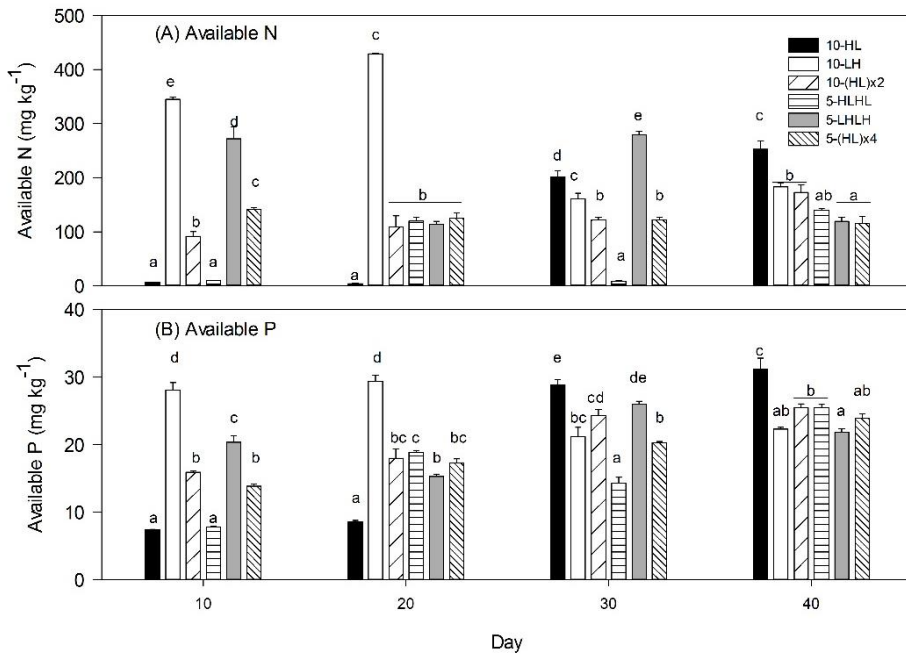 (A) Available N
Available N (mg kg⁻¹)
500
400
300
200
100
0
10-HL
10-LH
10-(HL)x2
5-HLHL
5-LHLH
5-(HL)x4
a
e
b
a
d
c
a
c
b
d
c
b
a
e
b
c
b
ab
a
(B) Available P
Available P (mg kg⁻¹)
40
30
20
10
0
a
d
b
a
c
b
a
d
bc
c
b
bc
e
bc
cd
a
de
b
c
ab
b
a
ab
10
20
30
40
Day